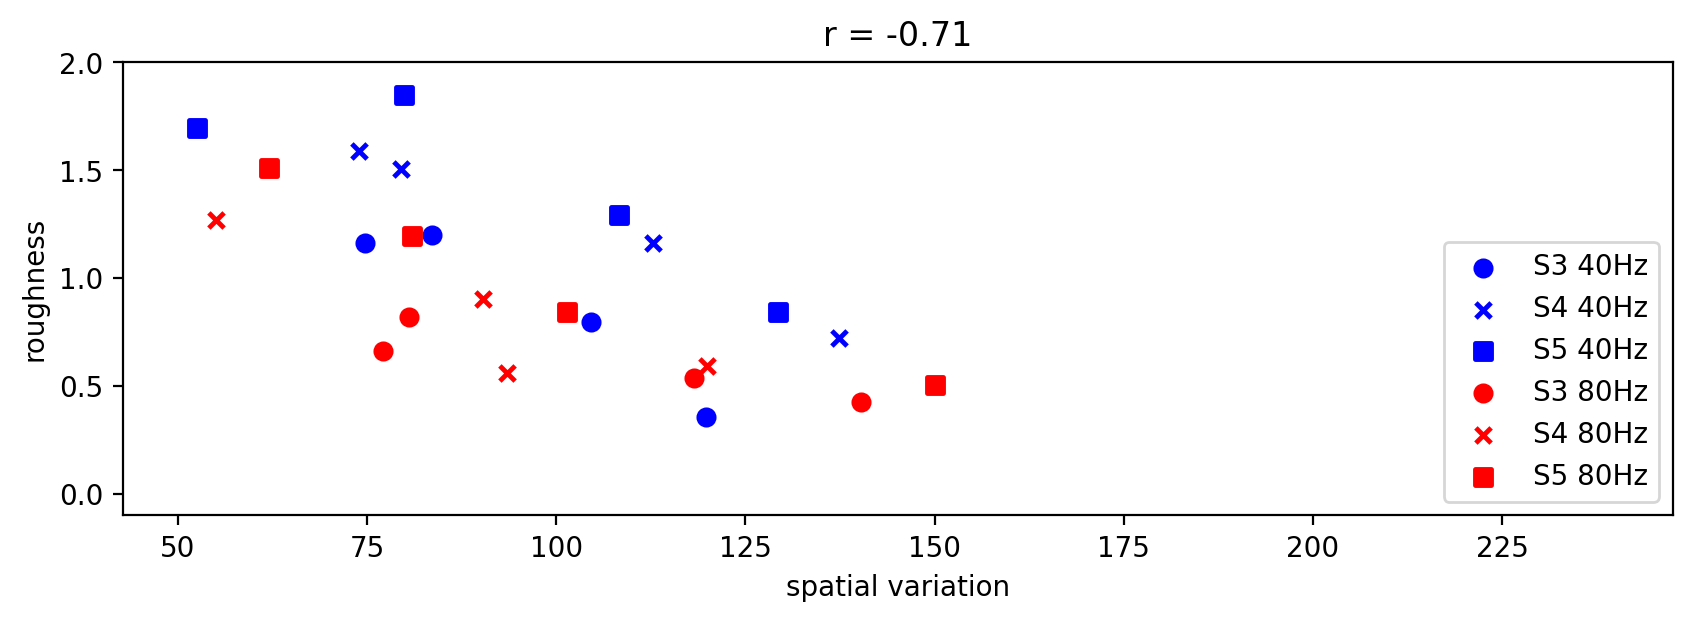 r = -0.71
2.0
1.5
1.0
0.5
0.0
roughness
50 75 100 125 150 175 200 225
spatial variation
S3 40Hz
S4 40Hz
S5 40Hz
S3 80Hz
S4 80Hz
S5 80Hz